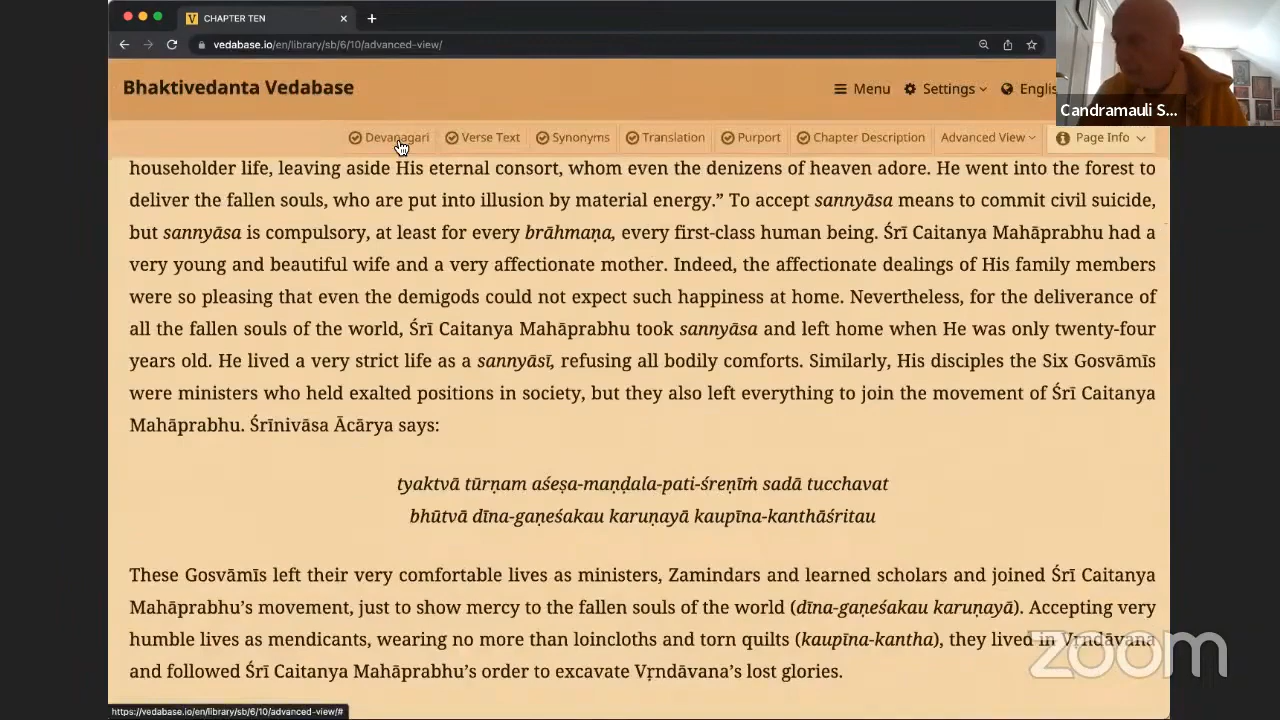 CHAPTER TEN
vedabase.io/en/library/sb/6/10/advanced-view/
Bhaktivedanta Vedabase
Menu Settings Englis
Devanagari Verse Text Synonyms Translation Purport Chapter Description Advanced View Page Info
Candramauli S...
householder life, leaving aside His eternal consort, whom even the denizens of heaven adore. He went into the forest to
deliver the fallen souls, who are put into illusion by material energy.” To accept sannyāsa means to commit civil suicide,
but sannyāsa is compulsory, at least for every brāhmaṇa, every first-class human being. Śrī Caitanya Mahāprabhu had a
very young and beautiful wife and a very affectionate mother. Indeed, the affectionate dealings of His family members
were so pleasing that even the demigods could not expect such happiness at home. Nevertheless, for the deliverance of
all the fallen souls of the world, Śrī Caitanya Mahāprabhu took sannyāsa and left home when He was only twenty-four
years old. He lived a very strict life as a sannyāsī, refusing all bodily comforts. Similarly, His disciples the Six Gosvāmīs
were ministers who held exalted positions in society, but they also left everything to join the movement of Śrī Caitanya
Mahāprabhu. Śrīnivāsa Ācārya says:
tyaktvā tūrṇam aśeṣa-maṇḍala-pati-śreṇīṁ sadā tucchavat
bhūtvā dīna-gaṇeśakau karuṇayā kaupīna-kanthāśritau
These Gosvāmīs left their very comfortable lives as ministers, Zamindars and learned scholars and joined Śrī Caitanya
Mahāprabhu’s movement, just to show mercy to the fallen souls of the world (dīna-gaṇeśakau karuṇayā). Accepting very
humble lives as mendicants, wearing no more than loincloths and torn quilts (kaupīna-kantha), they lived in Vṛndāvana
and followed Śrī Caitanya Mahāprabhu’s order to excavate Vṛndāvana’s lost glories.
zoom
https://vedabase.io/en/library/sb/6/10/advanced-view/#